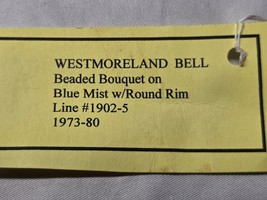 WESTMORELAND BELL
Beaded Bouquet on
Blue Mist w/Round Rim
Line #1902-5
1973-80